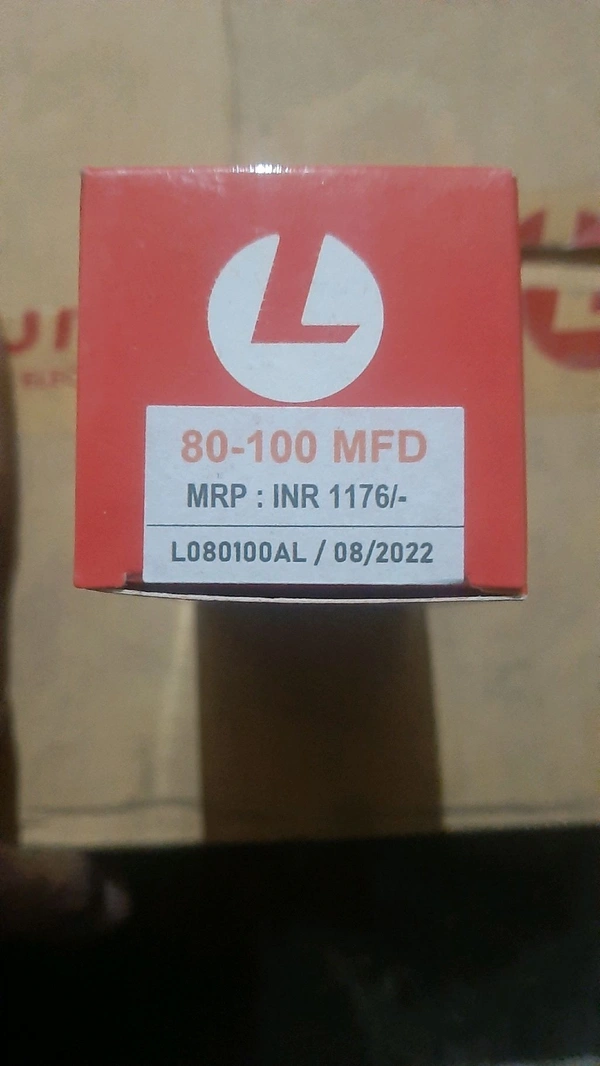 L
80-100 MFD
MRP : INR 1176/-
L080100AL / 08/2022